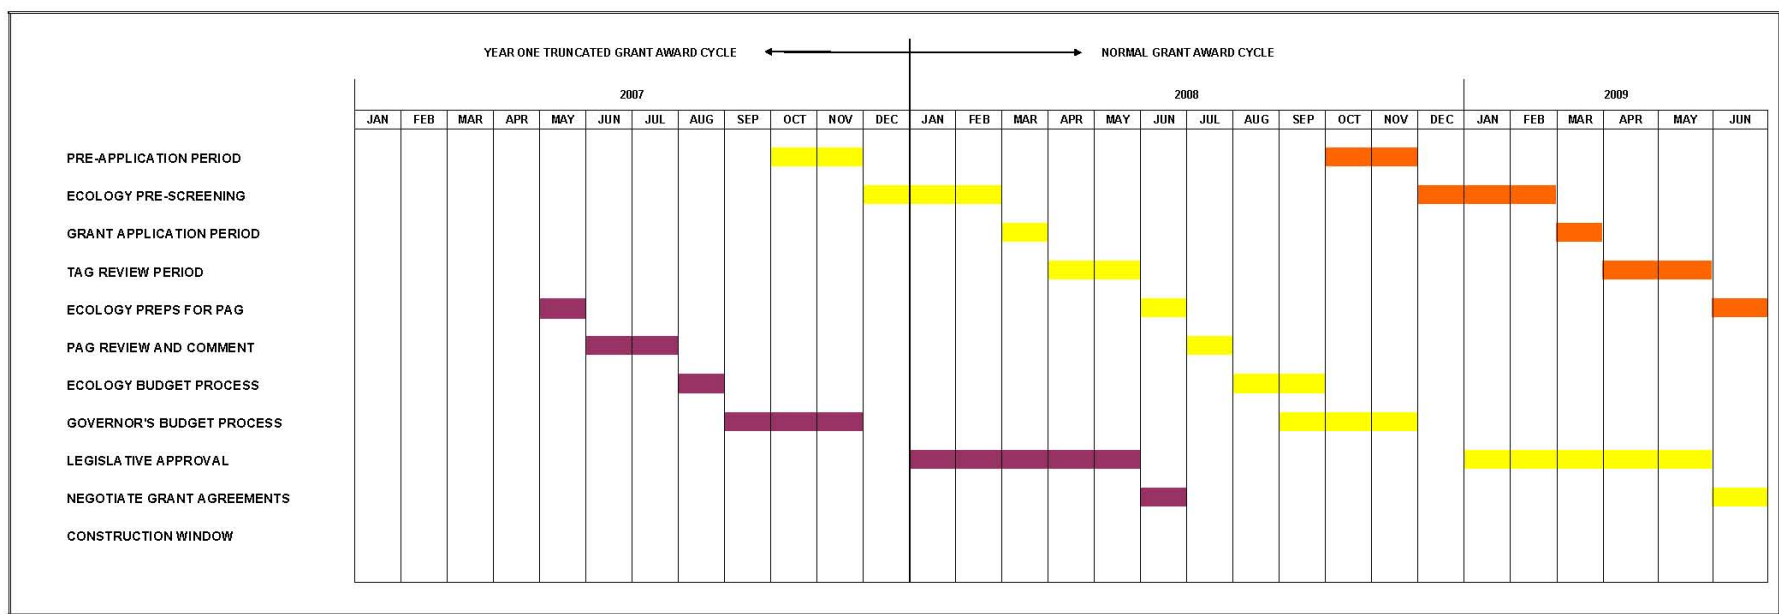 YEAR ONE TRUNCATED GRANT AWARD CYCLE NORMAL GRANT AWARD CYCLE
2007 2008 2009
JAN FEB MAR APR MAY JUN JUL AUG SEP OCT NOV DEC JAN FEB MAR APR MAY JUN JUL AUG SEP OCT NOV DEC JAN FEB MAR APR MAY JUN
PRE-APPLICATION PERIOD
ECOLOGY PRE-SCREENING
GRANT APPLICATION PERIOD
TAG REVIEW PERIOD
ECOLOGY PREPS FOR PAG
PAG REVIEW AND COMMENT
ECOLOGY BUDGET PROCESS
GOVERNOR'S BUDGET PROCESS
LEGISLATIVE APPROVAL
NEGOTIATE GRANT AGREEMENTS
CONSTRUCTION WINDOW